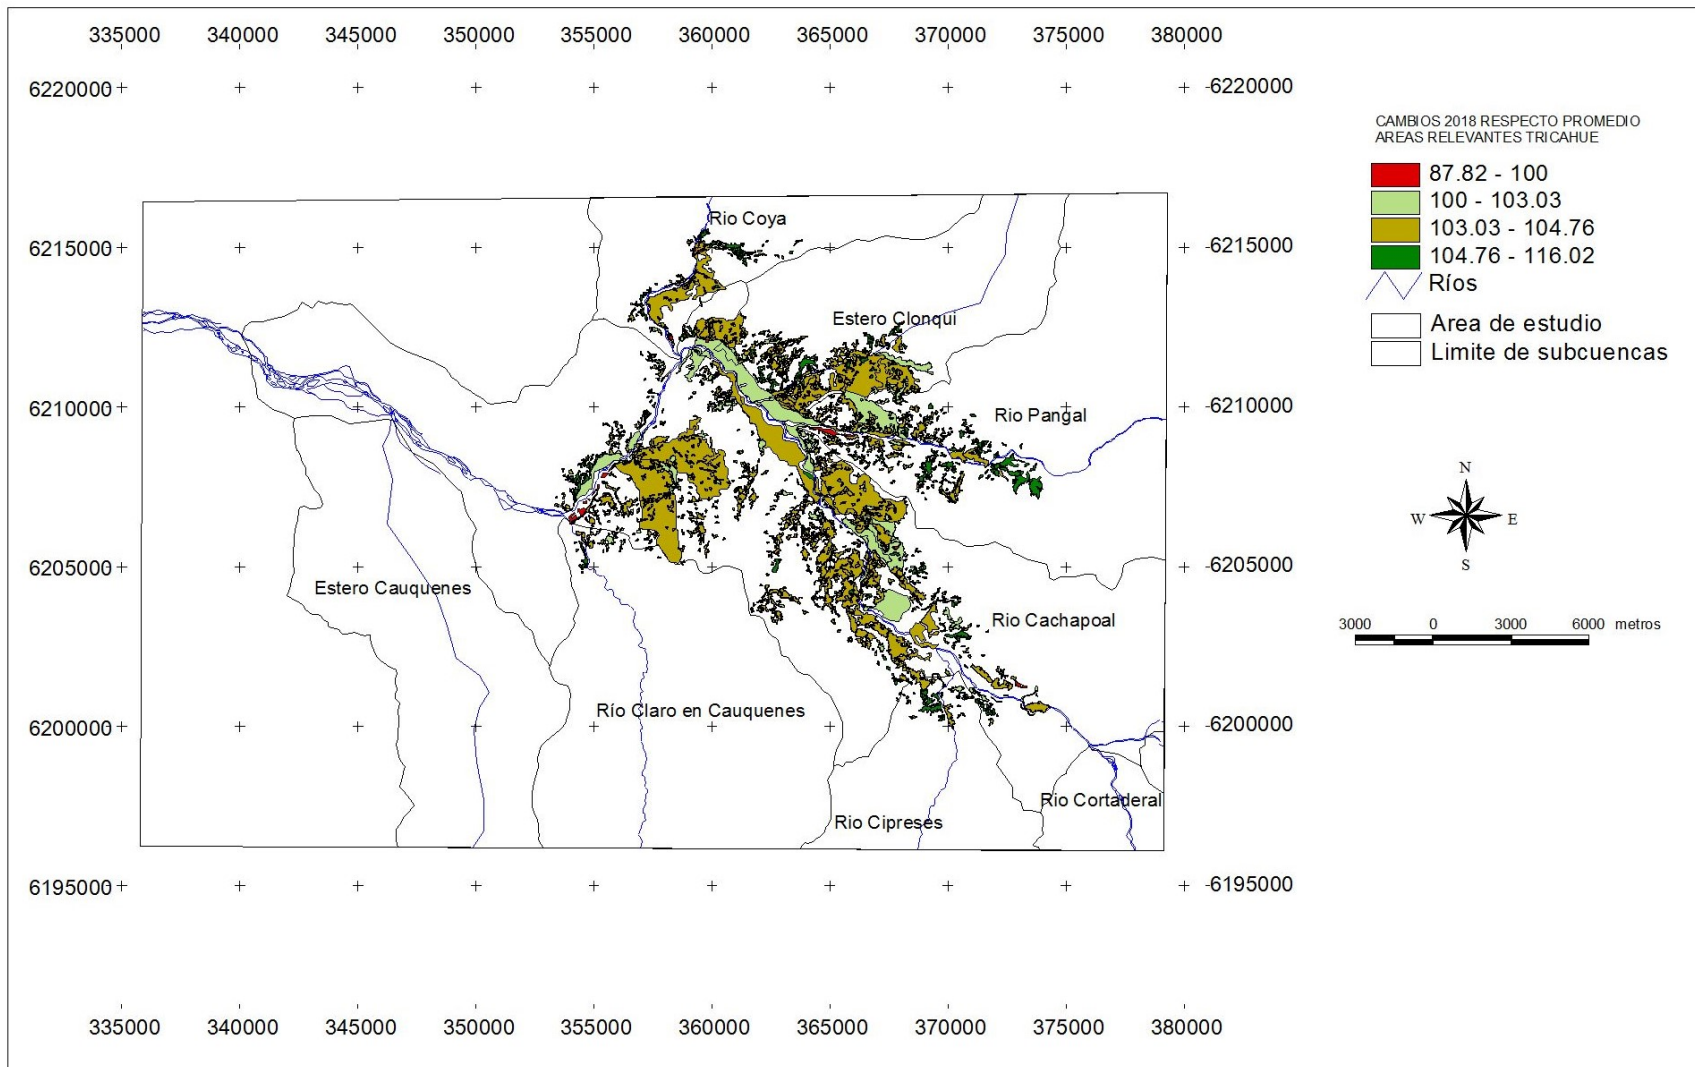 335000 340000 345000 350000 355000 360000 365000 370000 375000 380000
6220000
6220000
CAMBIOS 2018 RESPECTO PROMEDIO
AREAS RELEVANTES TRICAHUE
87.82 - 100
100 - 103.03
103.03 - 104.76
104.76 - 116.02
Ríos
Area de estudio
Limite de subcuencas
Rio Coya
6215000
6215000
Estero Clonqui
6210000
6210000
Rio Pangal
N
W
E
S
6205000
6205000
Estero Cauquenes
Rio Cachapoal
3000 0 3000 6000 metros
Río Claro en Cauquenes
6200000
6200000
Rio Cortaderal
Rio Cipreses
6195000
6195000
335000 340000 345000 350000 355000 360000 365000 370000 375000 380000